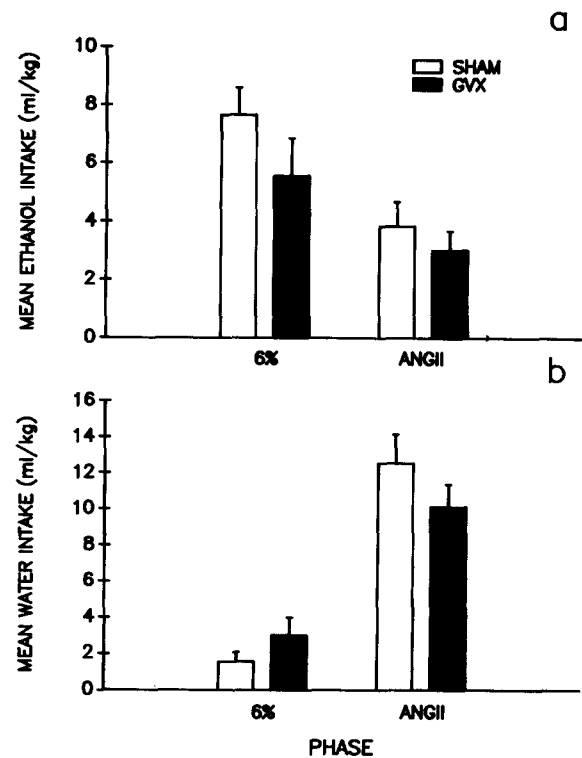 a
MEAN ETHANOL INTAKE (ml/kg)
10
8
6
4
2
0
SHAM
GVX
6%
ANGII
b
MEAN WATER INTAKE (ml/kg)
16
14
12
10
8
6
4
2
0
6%
ANGII
PHASE